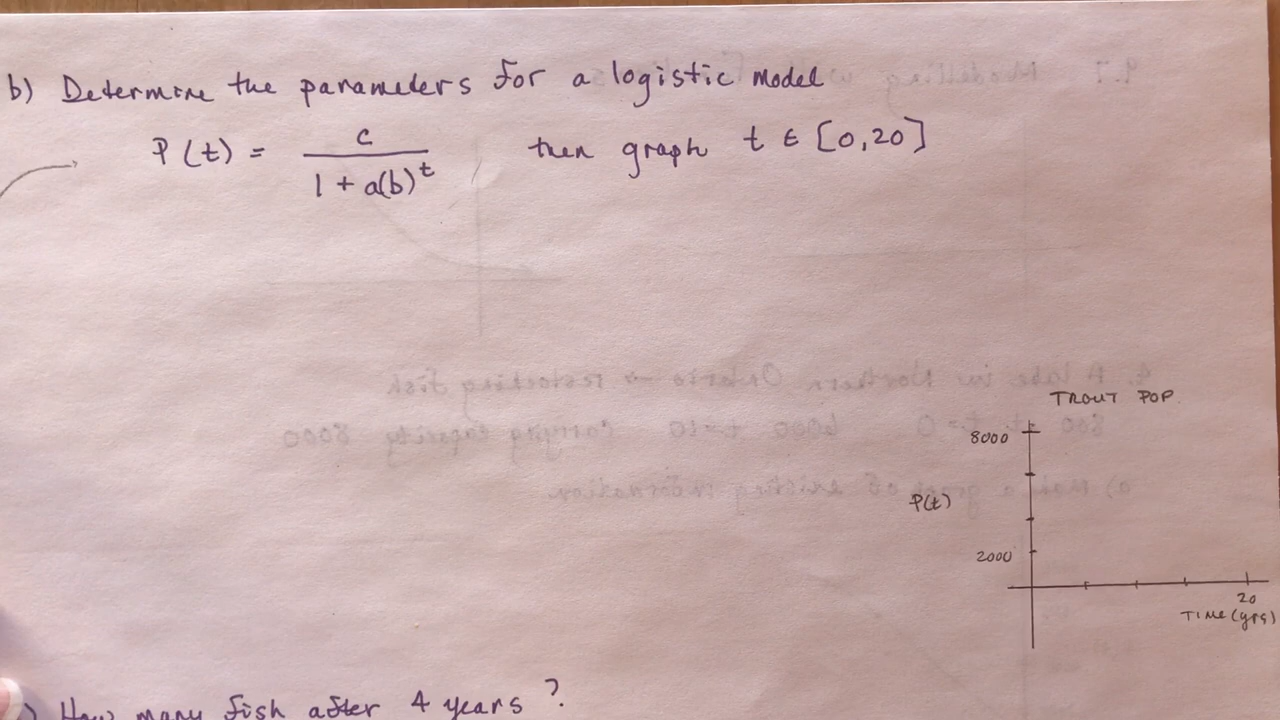 b) Determine the parameters for a logistic model
P(t) = c / 1 + a(b)^t then graph t ∈ [0,20]
TROUT POP.
8000
P(t)
2000
20
TIME (yrs)
) How many fish after 4 years ?